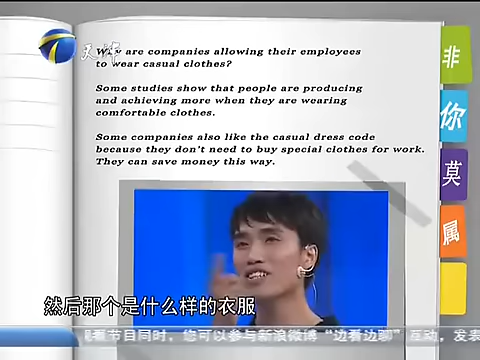 天津
Why are companies allowing their employees
to wear casual clothes?
Some studies show that people are producing
and achieving more when they are wearing
comfortable clothes.
Some companies also like the casual dress code
because they don't need to buy special clothes for work.
They can save money this way.
非
你
莫
属
然后那个是什么样的衣服
观看节目同时，您可以参与新浪微博“边看边聊”互动，发表